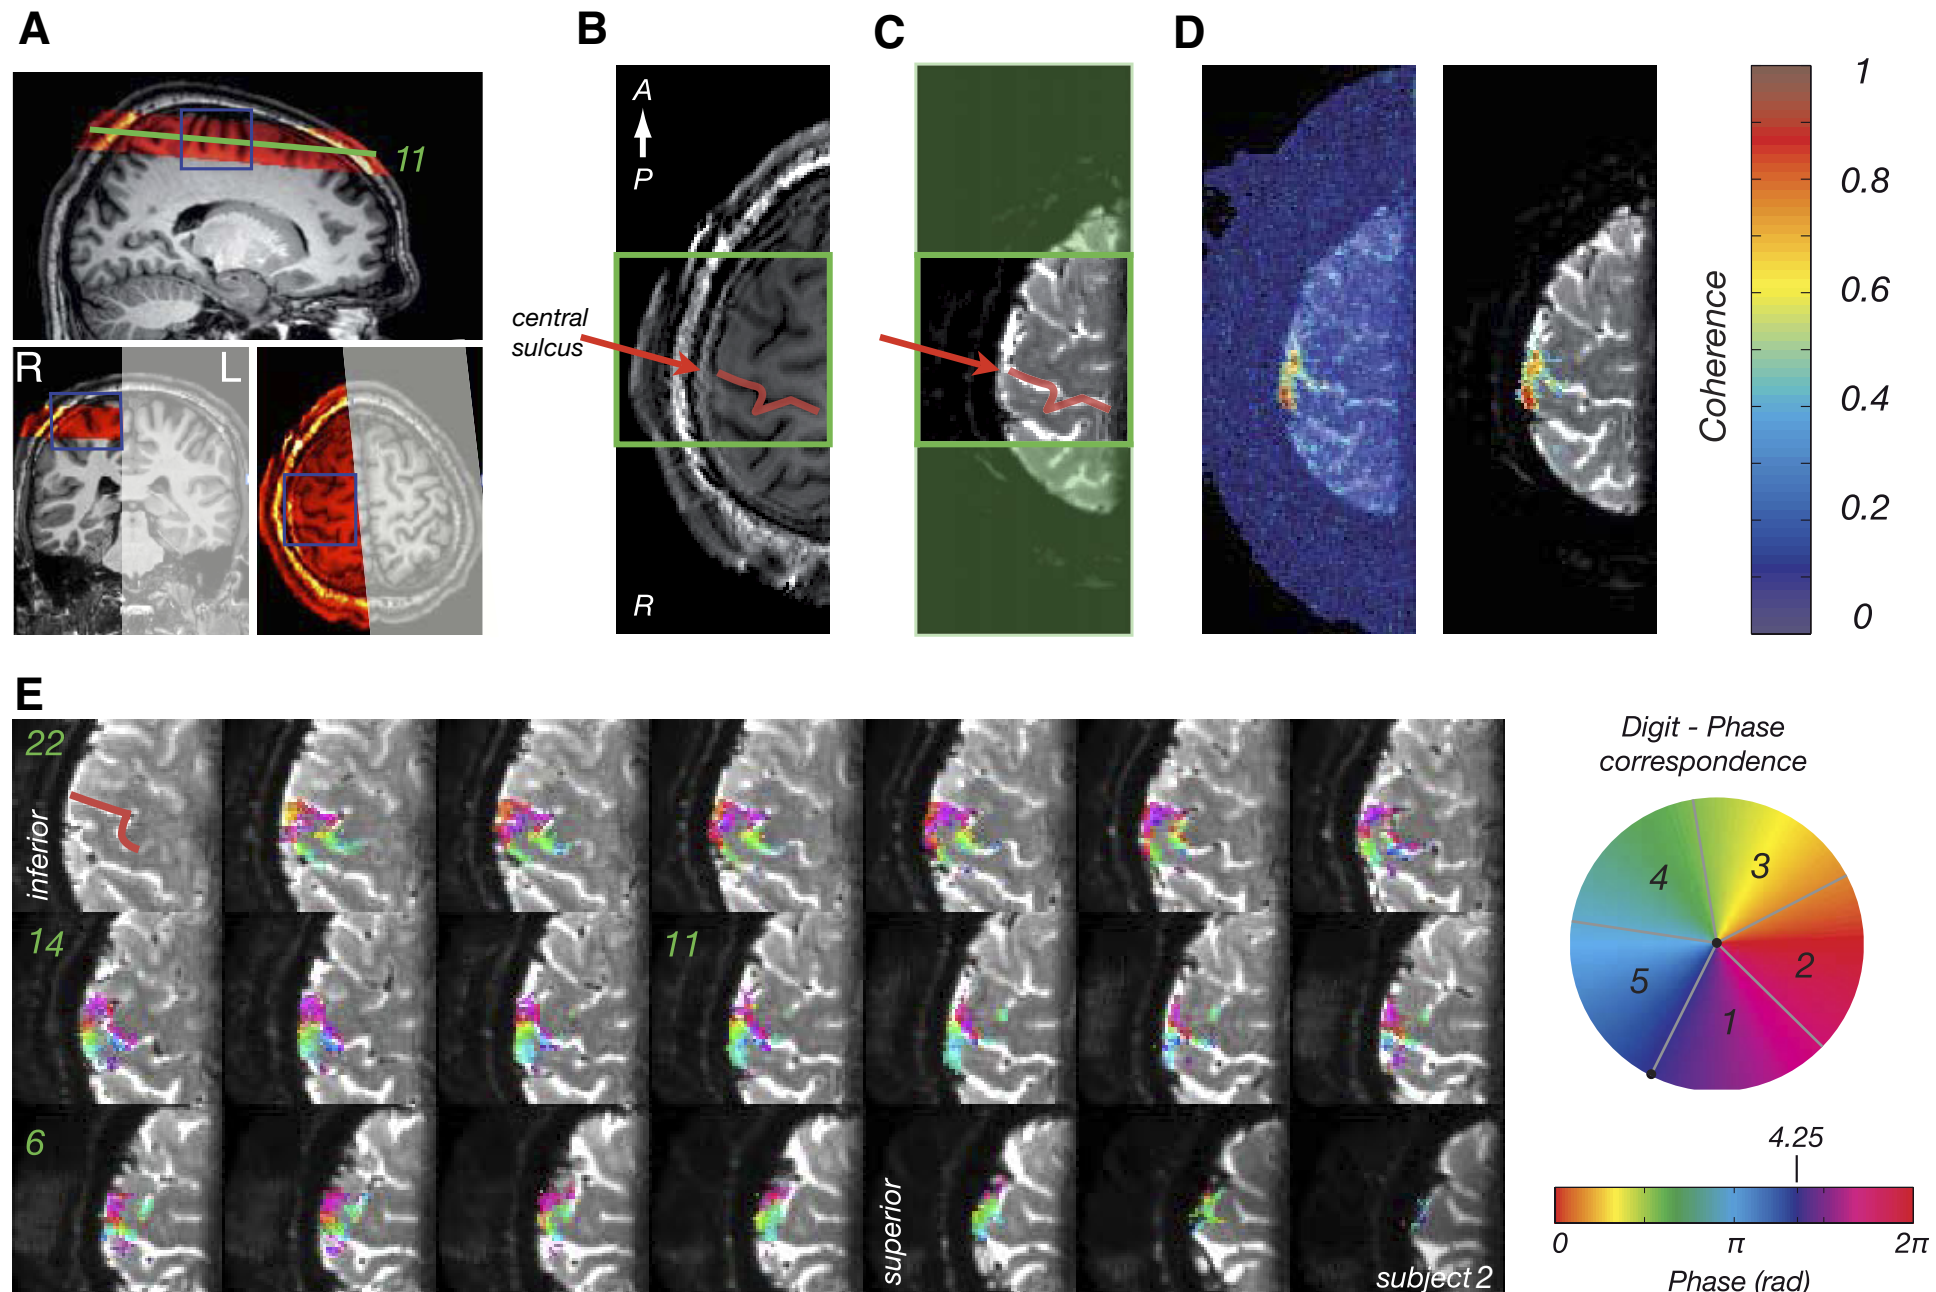 A
B
C
D
11
R
L
A
P
R
central
sulcus
Coherence
1
0.8
0.6
0.4
0.2
0
E
22
inferior
14
11
6
superior
subject 2
Digit - Phase
correspondence
4
3
5
2
1
4.25
0
π
2π
Phase (rad)